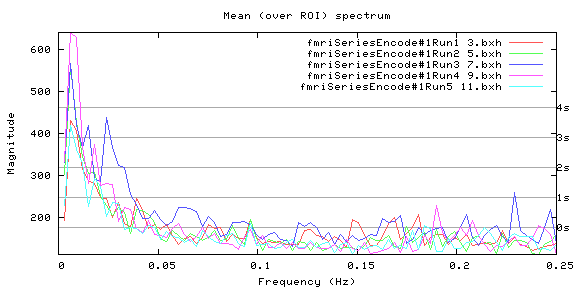 Mean (over ROI) spectrum
fmriSeriesEncode#1Run1 3.bxh
fmriSeriesEncode#1Run2 5.bxh
fmriSeriesEncode#1Run3 7.bxh
fmriSeriesEncode#1Run4 9.bxh
fmriSeriesEncode#1Run5 11.bxh
Magnitude
600
500
400
300
200
4s
3s
2s
1s
0s
0 0.05 0.1 0.15 0.2 0.25
Frequency (Hz)